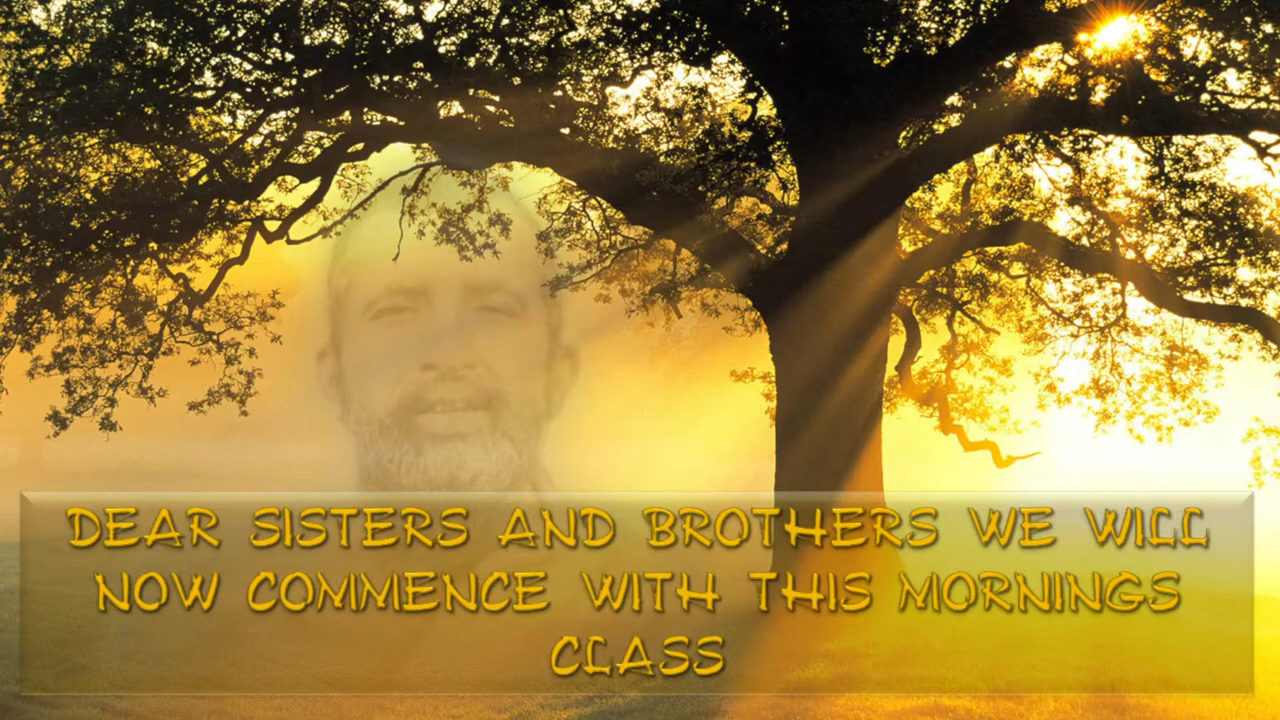 DEAR SISTERS AND BROTHERS WE WILL
NOW COMMENCE WITH THIS MORNINGS
CLASS